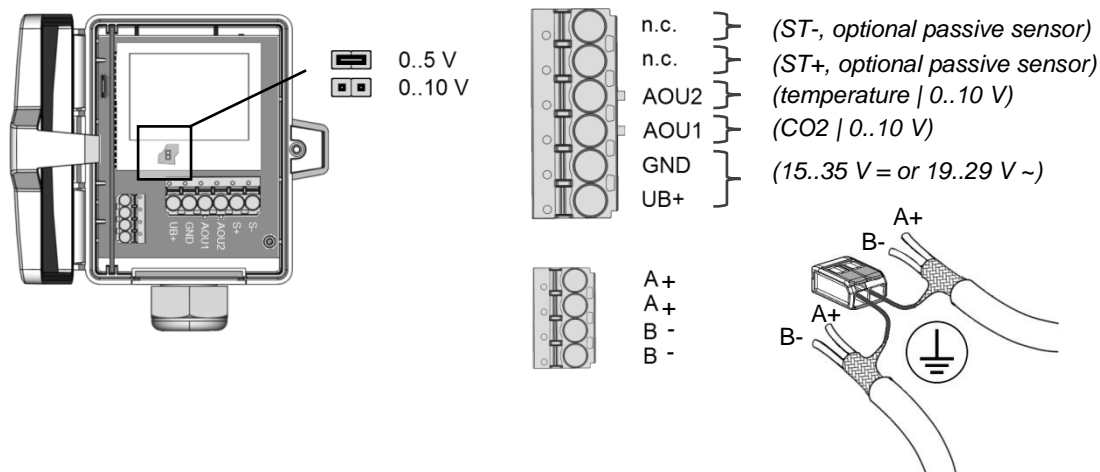 0..5 V
0..10 V
UB+
GND
AOU1
AOU2
S+
S-
n.c. (ST-, optional passive sensor)
n.c. (ST+, optional passive sensor)
AOU2 (temperature | 0..10 V)
AOU1 (CO2 | 0..10 V)
GND
UB+
(15..35 V = or 19..29 V ~)
A+
A+
B -
B -
A+
B-
A+
B-